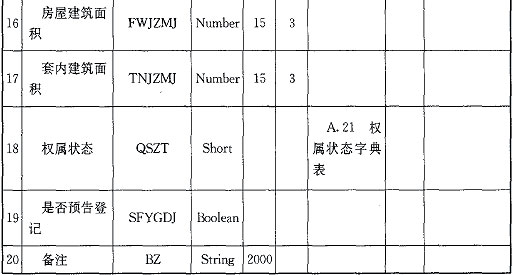 16 房屋建筑面积 FWJZMJ Number 15 3
17 套内建筑面积 TNJZMJ Number 15 3
18 权属状态 QSZT Short A.21 权属状态字典表
19 是否预告登记 SFYGDJ Boolean
20 备注 BZ String 2000